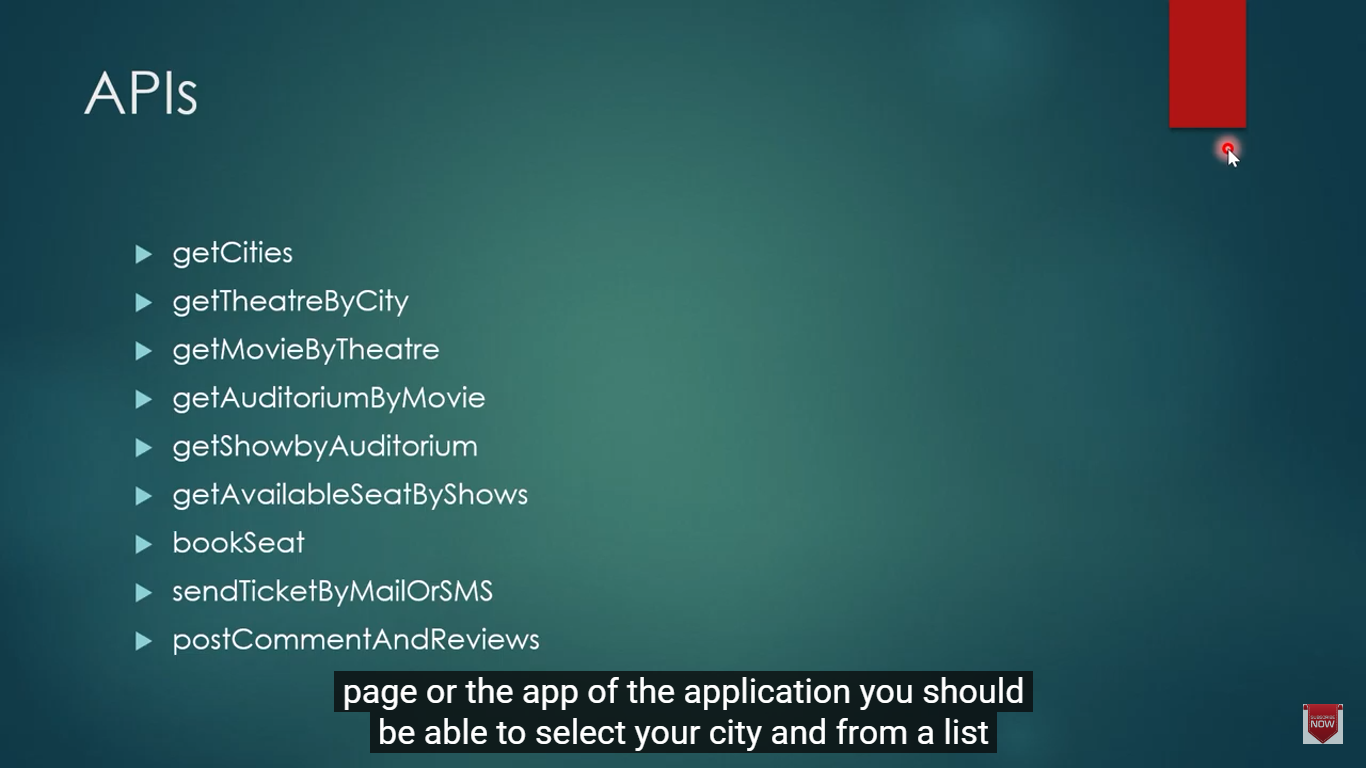 APIs
getCities
getTheatreByCity
getMovieByTheatre
getAuditoriumByMovie
getShowbyAuditorium
getAvailableSeatByShows
bookSeat
sendTicketByMailOrSMS
postCommentAndReviews
page or the app of the application you should
be able to select your city and from a list
SUBSCRIBE
NOW